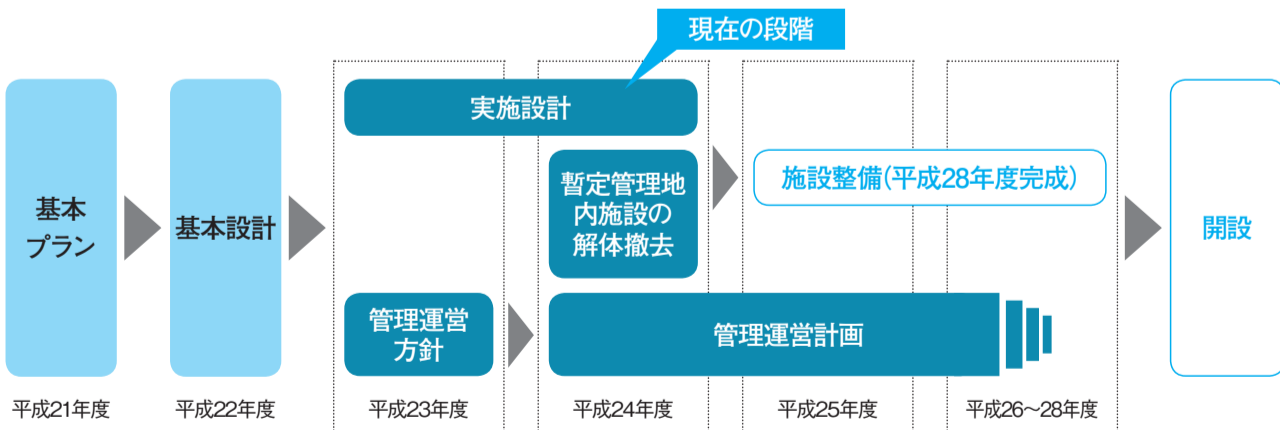 現在の段階
実施設計
基本
プラン
基本設計
暫定管理地
内施設の
解体撤去
施設整備(平成28年度完成)
開設
管理運営
方針
管理運営計画
平成21年度
平成22年度
平成23年度
平成24年度
平成25年度
平成26～28年度